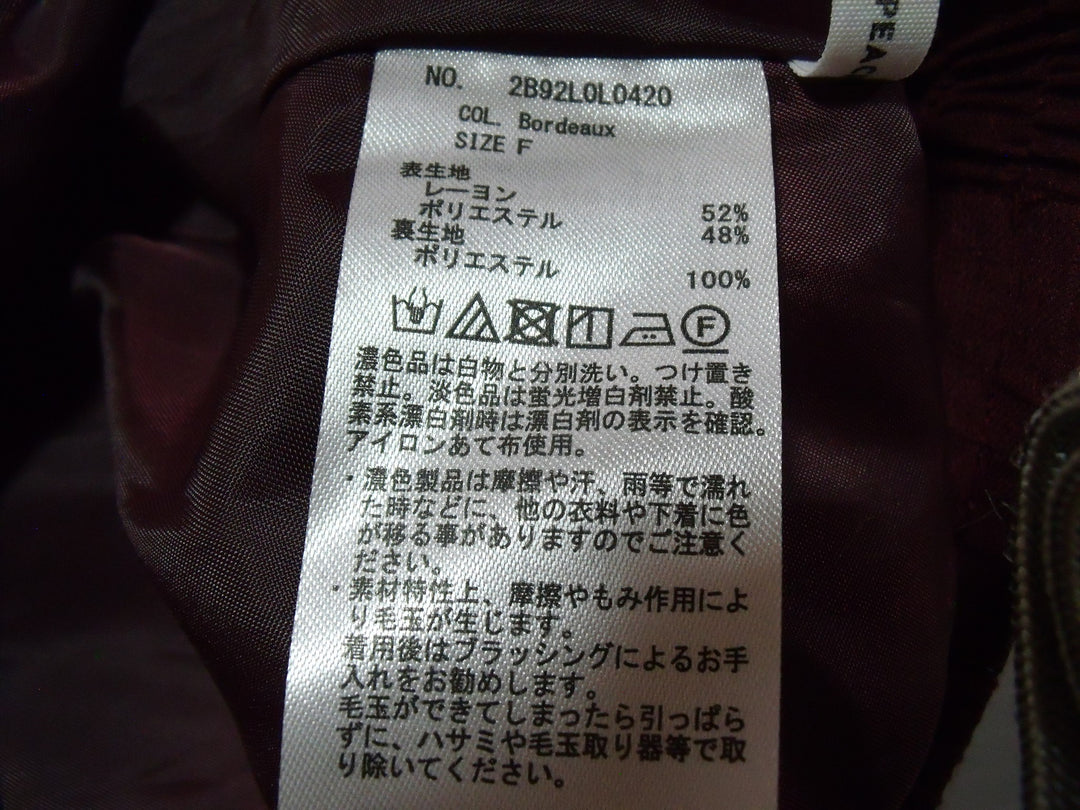 PEAC
NO. 2B92L0L0420
COL. Bordeaux
SIZE F
表生地
レーヨン 52%
ポリエステル 48%
裏生地
ポリエステル 100%
F
濃色品は白物と分別洗い。つけ置き
禁止。淡色品は蛍光増白剤禁止。酸
素系漂白剤時は漂白剤の表示を確認。
アイロンあて布使用。
・濃色製品は摩擦や汗、雨等で濡れ
た時などに、他の衣料や下着に色
が移る事がありますのでご注意く
ださい。
・素材特性上、摩擦やもみ作用によ
り毛玉が生じます。
着用後はブラッシングによるお手
入れをお勧めします。
毛玉ができてしまったら引っぱら
ずに、ハサミや毛玉取り器等で取
り除いてください。